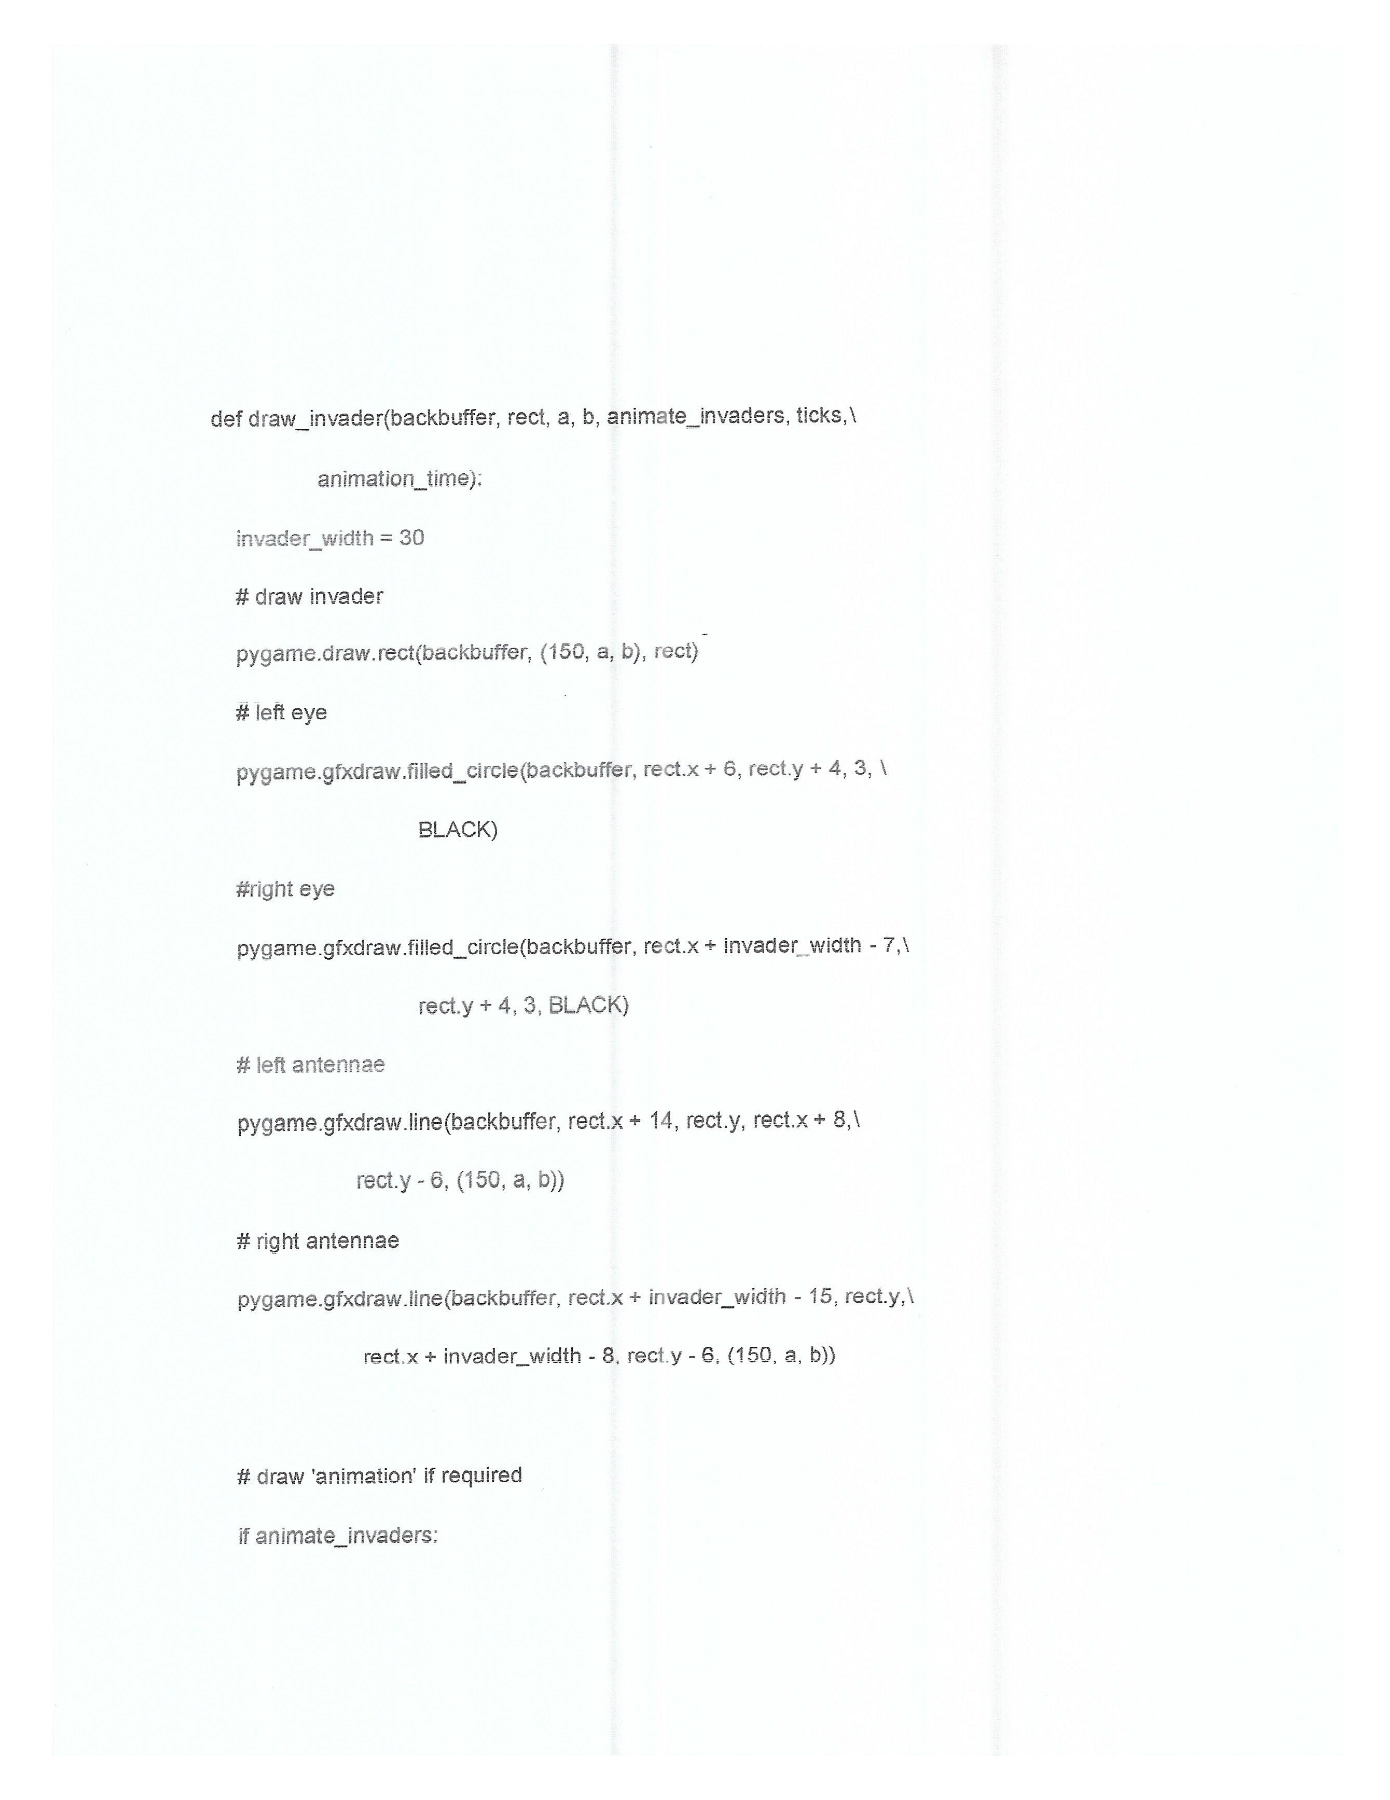 def draw_invader(backbuffer, rect, a, b, animate_invaders, ticks,\
animation_time):
invader_width = 30
# draw invader
pygame.draw.rect(backbuffer, (150, a, b), rect)
# left eye
pygame.gfxdraw.filled_circle(backbuffer, rect.x + 6, rect.y + 4, 3, \
BLACK)
#right eye
pygame.gfxdraw.filled_circle(backbuffer, rect.x + invader_width - 7,\
rect.y + 4, 3, BLACK)
# left antennae
pygame.gfxdraw.line(backbuffer, rect.x + 14, rect.y, rect.x + 8,\
rect.y - 6, (150, a, b))
# right antennae
pygame.gfxdraw.line(backbuffer, rect.x + invader_width - 15, rect.y,\
rect.x + invader_width - 8, rect.y - 6, (150, a, b))
# draw 'animation' if required
if animate_invaders: